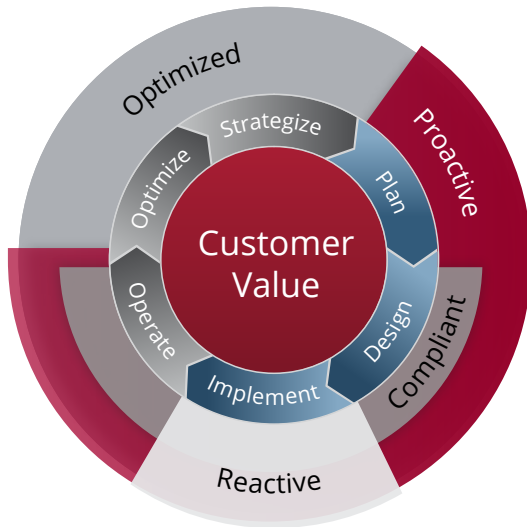 Optimized
Proactive
Compliant
Reactive
Strategize
Plan
Design
Implement
Operate
Optimize
Customer
Value